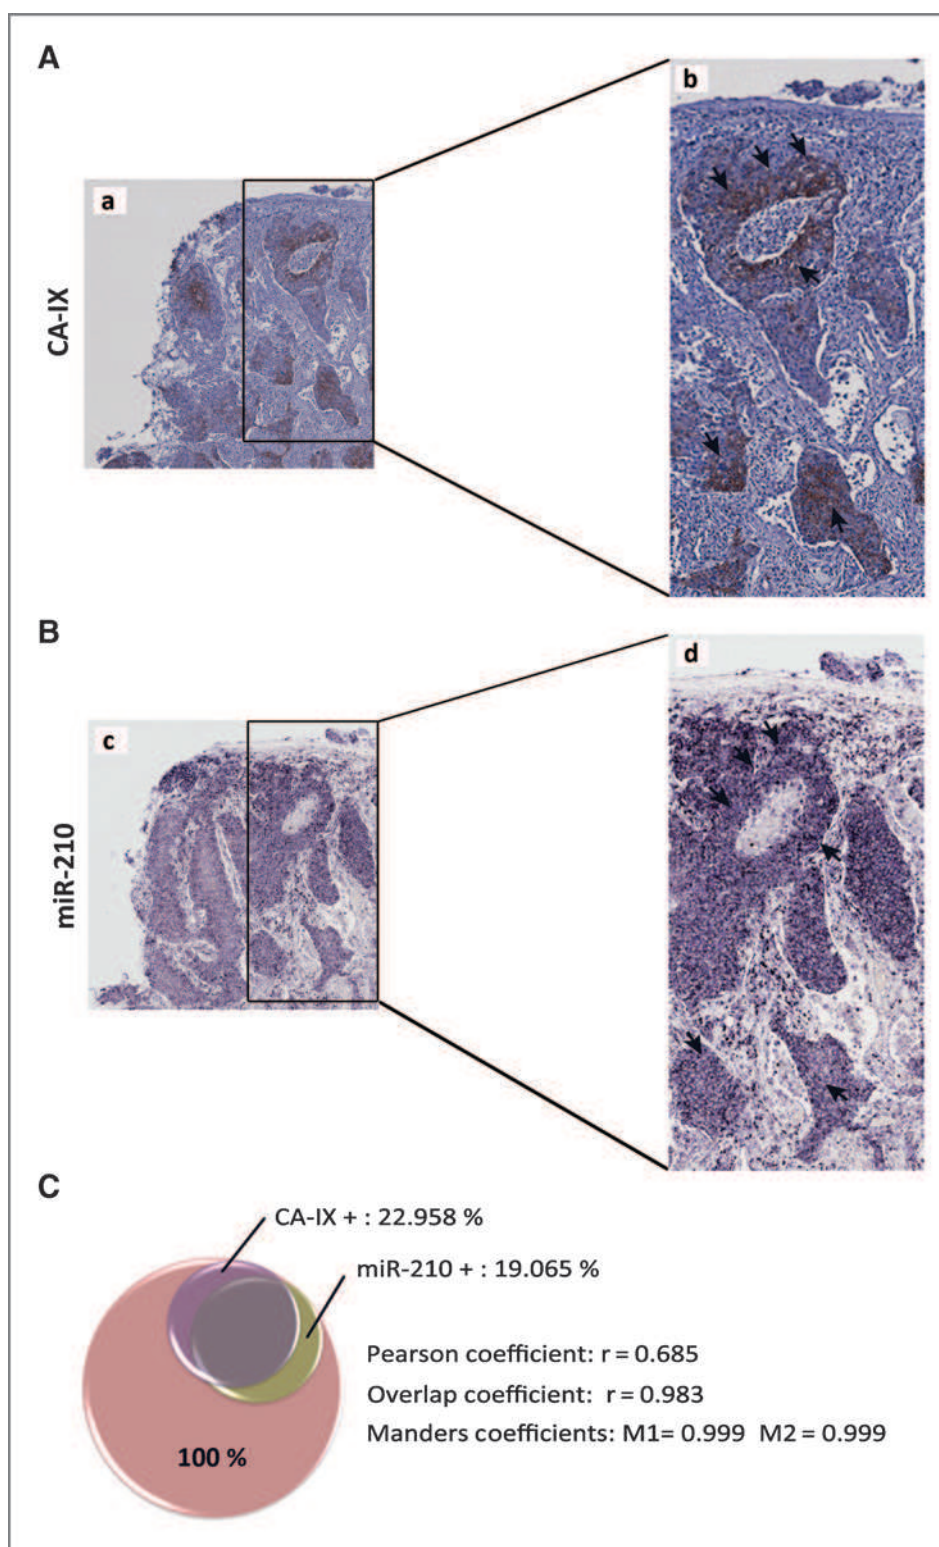 A
a
b
CA-IX
B
c
d
miR-210
C
CA-IX + : 22.958 %
miR-210 + : 19.065 %
Pearson coefficient: r = 0.685
Overlap coefficient: r = 0.983
Manders coefficients: M1= 0.999 M2 = 0.999
100 %